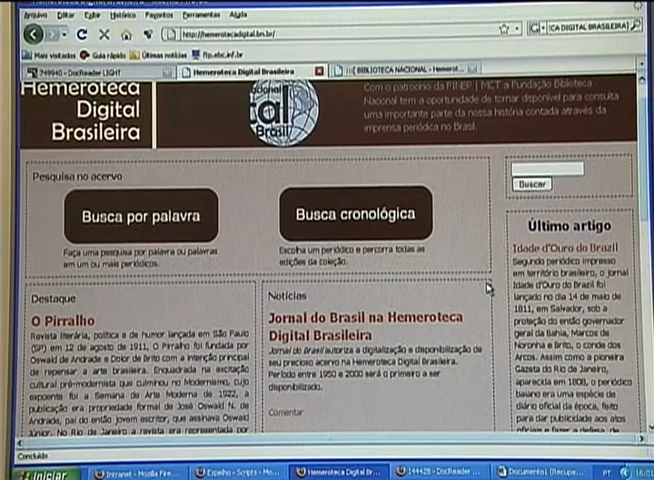 Arquivo Editar Exibir Histórico Favoritos Ferramentas Ajuda
http://hemerotecadigital.bn.br/
ICA DIGITAL BRASILEIRA]
Mais visitados Guia rápido Últimas notícias ftp.ebc.inf.br
749940 - DocReader LIGHT
Hemeroteca Digital Brasileira
BIBLIOTECA NACIONAL - Hemerot...
Hemeroteca
Digital
Brasileira
Brasil
Com o patrocínio da FINEP | MCT a Fundação Biblioteca
Nacional tem a oportunidade de tornar disponível para consulta
uma importante parte da nossa história contada através da
imprensa periódica no Brasil.
Pesquisa no acervo
Busca por palavra
Faça uma pesquisa por palavra ou palavras
em um ou mais periódicos.
Busca cronológica
Escolha um periódico e percorra todas as
edições da coleção.
Buscar
Destaque
O Pirralho
Revista literária, política e de humor lançada em São Paulo
(SP) em 12 de agosto de 1911, O Pirralho foi fundada por
Oswald de Andrade e Dolor de Brito com a intenção principal
de repensar a arte brasileira. Enquadrada na excitação
cultural pré-modernista que culminou no Modernismo, cujo
expoente foi a Semana de Arte Moderna de 1922, a
publicação era propriedade formal de José Oswald N. de
Andrade, pai do então jovem escritor, que assinava Oswald
Júnior. No Rio de Janeiro a revista era representada por
Notícias
Jornal do Brasil na Hemeroteca
Digital Brasileira
Jornal do Brasil autoriza a digitalização e disponibilização de
seu precioso acervo na Hemeroteca Digital Brasileira.
Período entre 1950 e 2000 será o primeiro a ser
disponibilizado.
Comentar
Último artigo
Idade d'Ouro do Brazil
Segundo periódico impresso
em território brasileiro, o jornal
Idade d'Ouro do Brazil foi
lançado no dia 14 de maio de
1811, em Salvador, sob a
proteção do então governador
geral da Bahia, Marcos de
Noronha e Brito, o conde dos
Arcos. Assim como a pioneira
Gazeta do Rio de Janeiro,
aparecida em 1808, o periódico
baiano era uma espécie de
diário oficial da época, feito
para dar publicidade aos atos
oficiais e fazer a defesa de
Concluído
Iniciar
Intranet - Mozilla Fire...
Espelho - Scripts - Mo...
Hemeroteca Digital Br...
144428 - DocReader ...
Documento1 (Recupe...
PT
16:01